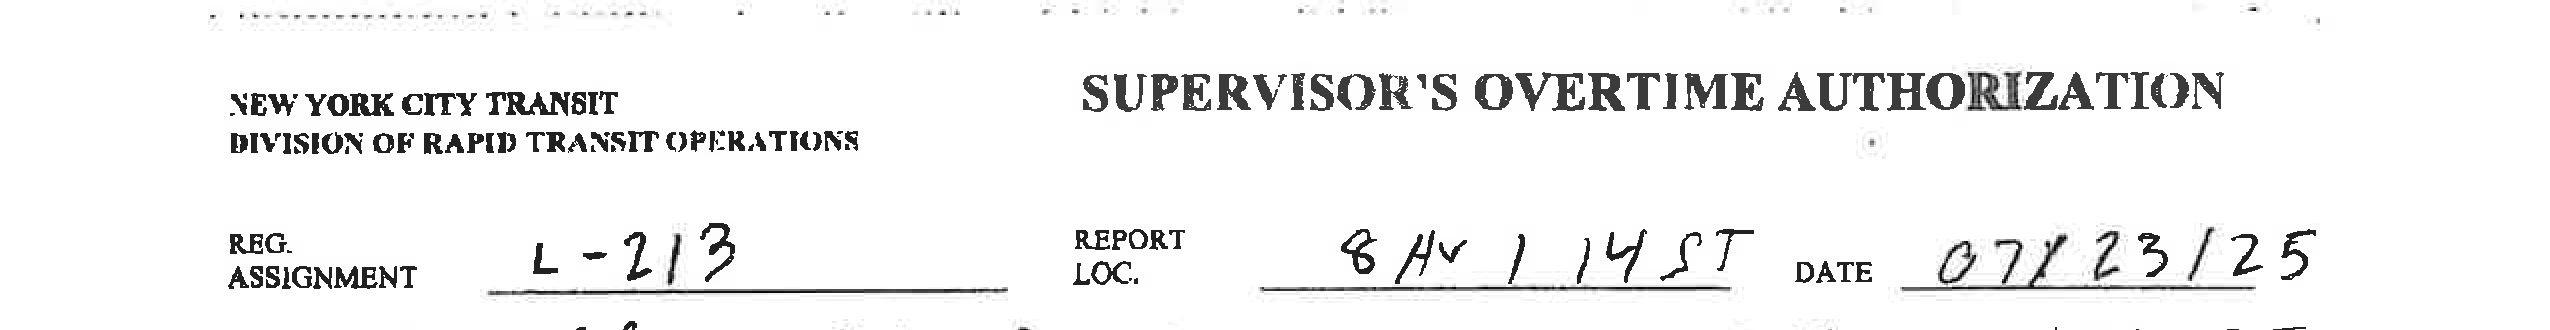 NEW YORK CITY TRANSIT
DIVISION OF RAPID TRANSIT OPERATIONS
SUPERVISOR'S OVERTIME AUTHORIZATION
REG. ASSIGNMENT L-213
REPORT LOC. 8 Av / 14 ST
DATE 07/23/25